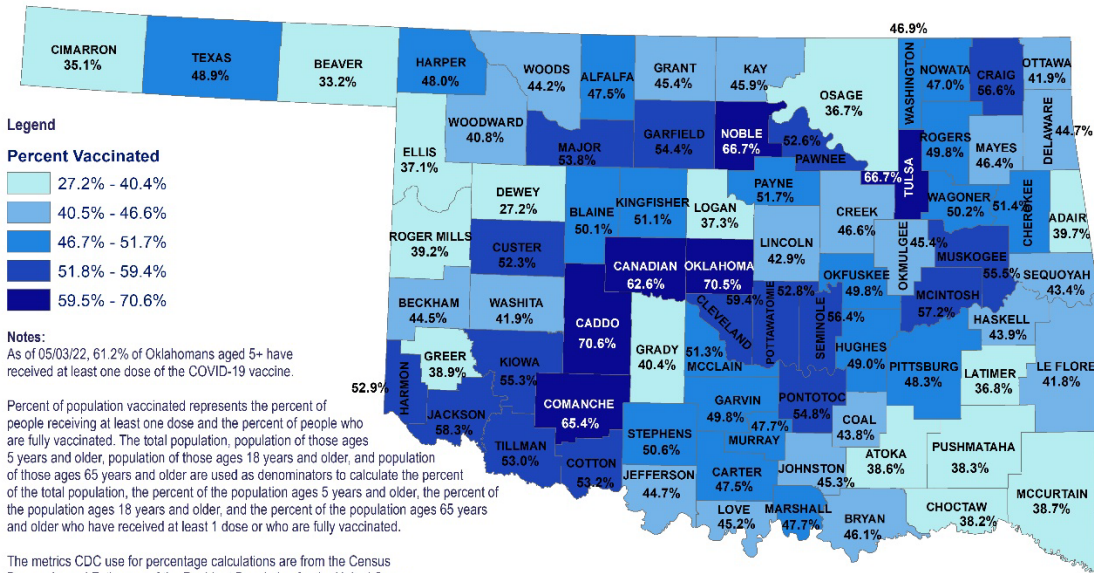 46.9%
CIMARRON
35.1%
TEXAS
48.9%
BEAVER
33.2%
HARPER
48.0%
WOODS
44.2%
ALFALFA
47.5%
GRANT
45.4%
KAY
45.9%
OSAGE
36.7%
WASHINGTON
NOWATA
47.0%
CRAIG
56.6%
OTTAWA
41.9%
DELAWARE
44.7%
ELLIS
37.1%
WOODWARD
40.8%
MAJOR
53.8%
GARFIELD
54.4%
NOBLE
66.7%
52.6%
PAWNEE
66.7%
TULSA
ROGERS
49.8%
MAYES
46.4%
DEWEY
27.2%
BLAINE
50.1%
KINGFISHER
51.1%
LOGAN
37.3%
PAYNE
51.7%
CREEK
46.6%
WAGONER
50.2%
51.4%
CHEROKEE
ADAIR
39.7%
ROGER MILLS
39.2%
CUSTER
52.3%
CANADIAN
62.6%
OKLAHOMA
70.5%
LINCOLN
42.9%
OKMULGEE
45.4%
MUSKOGEE
55.5%
SEQUOYAH
43.4%
BECKHAM
44.5%
WASHITA
41.9%
CADDO
70.6%
GRADY
40.4%
59.4%
CLEVELAND
52.8%
POTTAWATOMIE
SEMINOLE
56.4%
OKFUSKEE
49.8%
MCINTOSH
57.2%
HASKELL
43.9%
GREER
38.9%
KIOWA
55.3%
51.3%
MCCLAIN
HUGHES
49.0%
PITTSBURG
48.3%
LATIMER
36.8%
LE FLORE
41.8%
52.9%
HARMON
JACKSON
58.3%
COMANCHE
65.4%
GARVIN
49.8%
PONTOTOC
54.8%
COAL
43.8%
TILLMAN
53.0%
COTTON
53.2%
STEPHENS
50.6%
47.7%
MURRAY
JOHNSTON
45.3%
ATOKA
38.6%
PUSHMATAHA
38.3%
JEFFERSON
44.7%
CARTER
47.5%
LOVE
45.2%
MARSHALL
47.7%
BRYAN
46.1%
CHOCTAW
38.2%
MCCURTAIN
38.7%
Legend
Percent Vaccinated
27.2% - 40.4%
40.5% - 46.6%
46.7% - 51.7%
51.8% - 59.4%
59.5% - 70.6%
Notes:
As of 05/03/22, 61.2% of Oklahomans aged 5+ have
received at least one dose of the COVID-19 vaccine.
Percent of population vaccinated represents the percent of
people receiving at least one dose and the percent of people who
are fully vaccinated. The total population, population of those ages
5 years and older, population of those ages 18 years and older, and population
of those ages 65 years and older are used as denominators to calculate the percent
of the total population, the percent of the population ages 5 years and older, the percent of
the population ages 18 years and older, and the percent of the population ages 65 years
and older who have received at least 1 dose or who are fully vaccinated.
The metrics CDC use for percentage calculations are from the Census